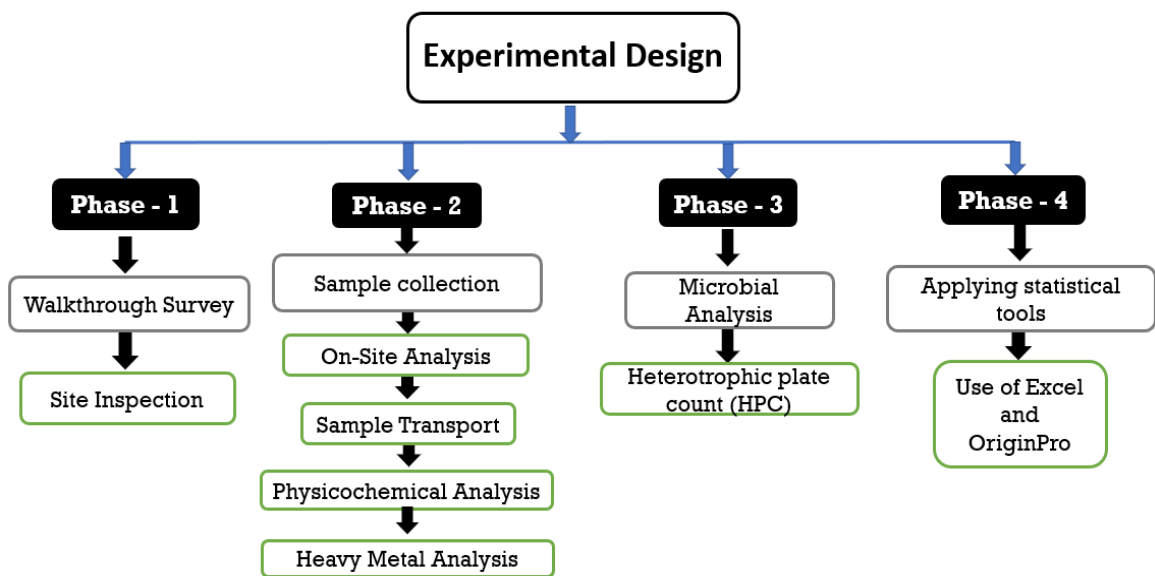 Experimental Design
Phase - 1
Walkthrough Survey
Site Inspection
Phase - 2
Sample collection
On-Site Analysis
Sample Transport
Physicochemical Analysis
Heavy Metal Analysis
Phase - 3
Microbial
Analysis
Heterotrophic plate
count (HPC)
Phase - 4
Applying statistical
tools
Use of Excel
and
OriginPro